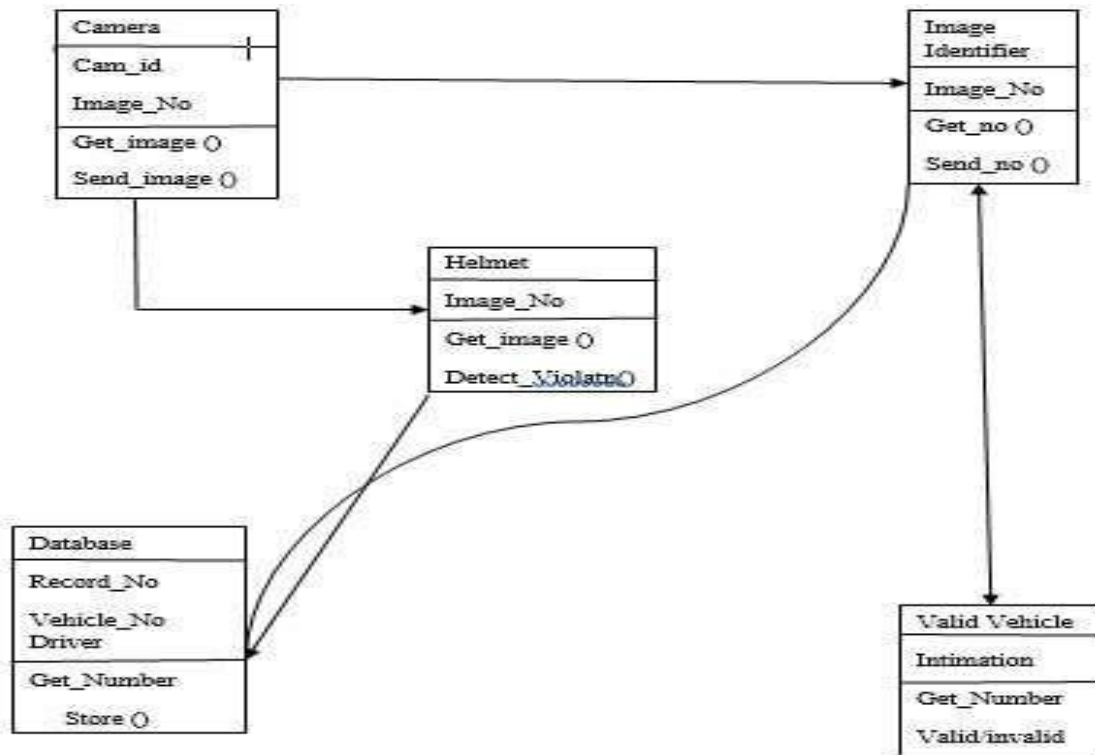 Camera
Cam_id
Image_No
Get_image ()
Send_image ()
Image
Identifier
Image_No
Get_no ()
Send_no ()
Helmet
Image_No
Get_image ()
Detect_Violatn()
Database
Record_No
Vehicle_No
Driver
Get_Number
Store ()
Valid Vehicle
Intimation
Get_Number
Valid/invalid